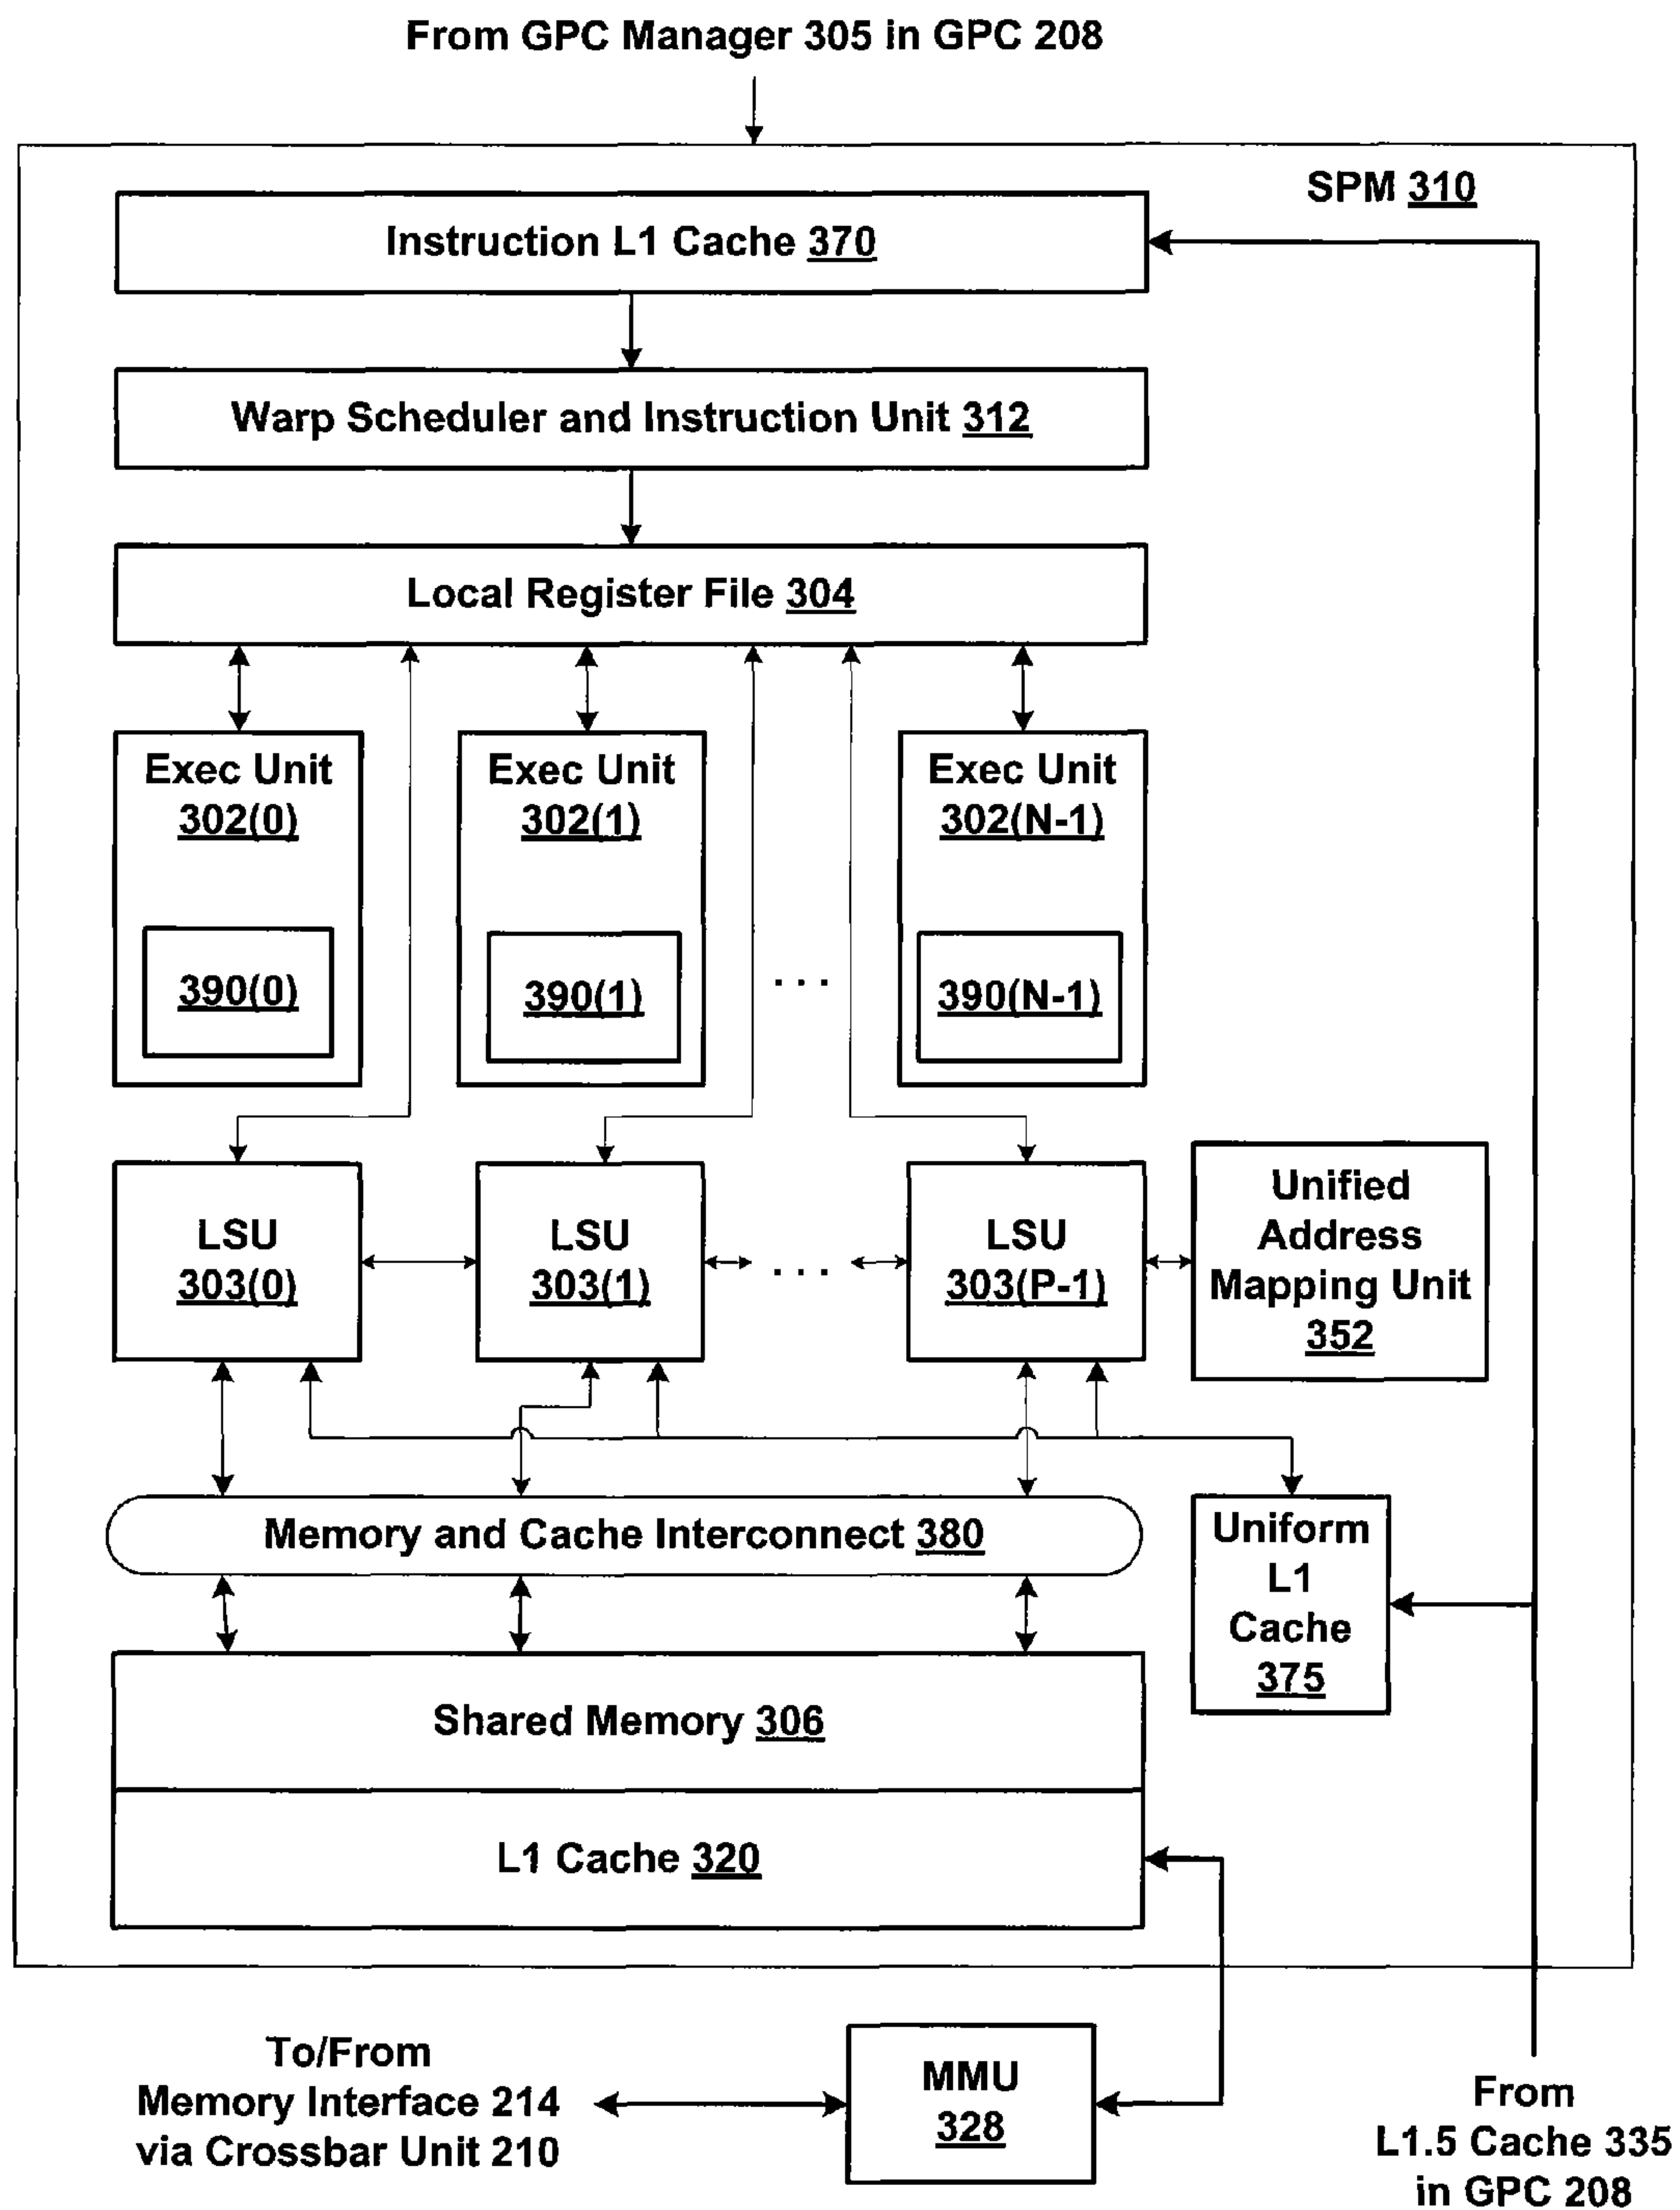 From GPC Manager 305 in GPC 208
SPM 310
Instruction L1 Cache 370
Warp Scheduler and Instruction Unit 312
Local Register File 304
Exec Unit
302(0)
390(0)
Exec Unit
302(1)
390(1)
. . .
Exec Unit
302(N-1)
390(N-1)
LSU
303(0)
LSU
303(1)
. . .
LSU
303(P-1)
Unified
Address
Mapping Unit
352
Memory and Cache Interconnect 380
Uniform
L1
Cache
375
Shared Memory 306
L1 Cache 320
To/From
Memory Interface 214
via Crossbar Unit 210
MMU
328
From
L1.5 Cache 335
in GPC 208